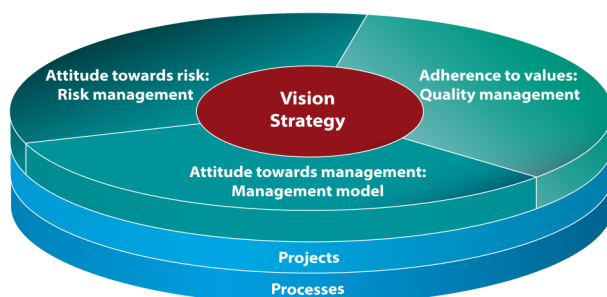 Attitude towards risk:
Risk management
Adherence to values:
Quality management
Vision
Strategy
Attitude towards management:
Management model
Projects
Processes